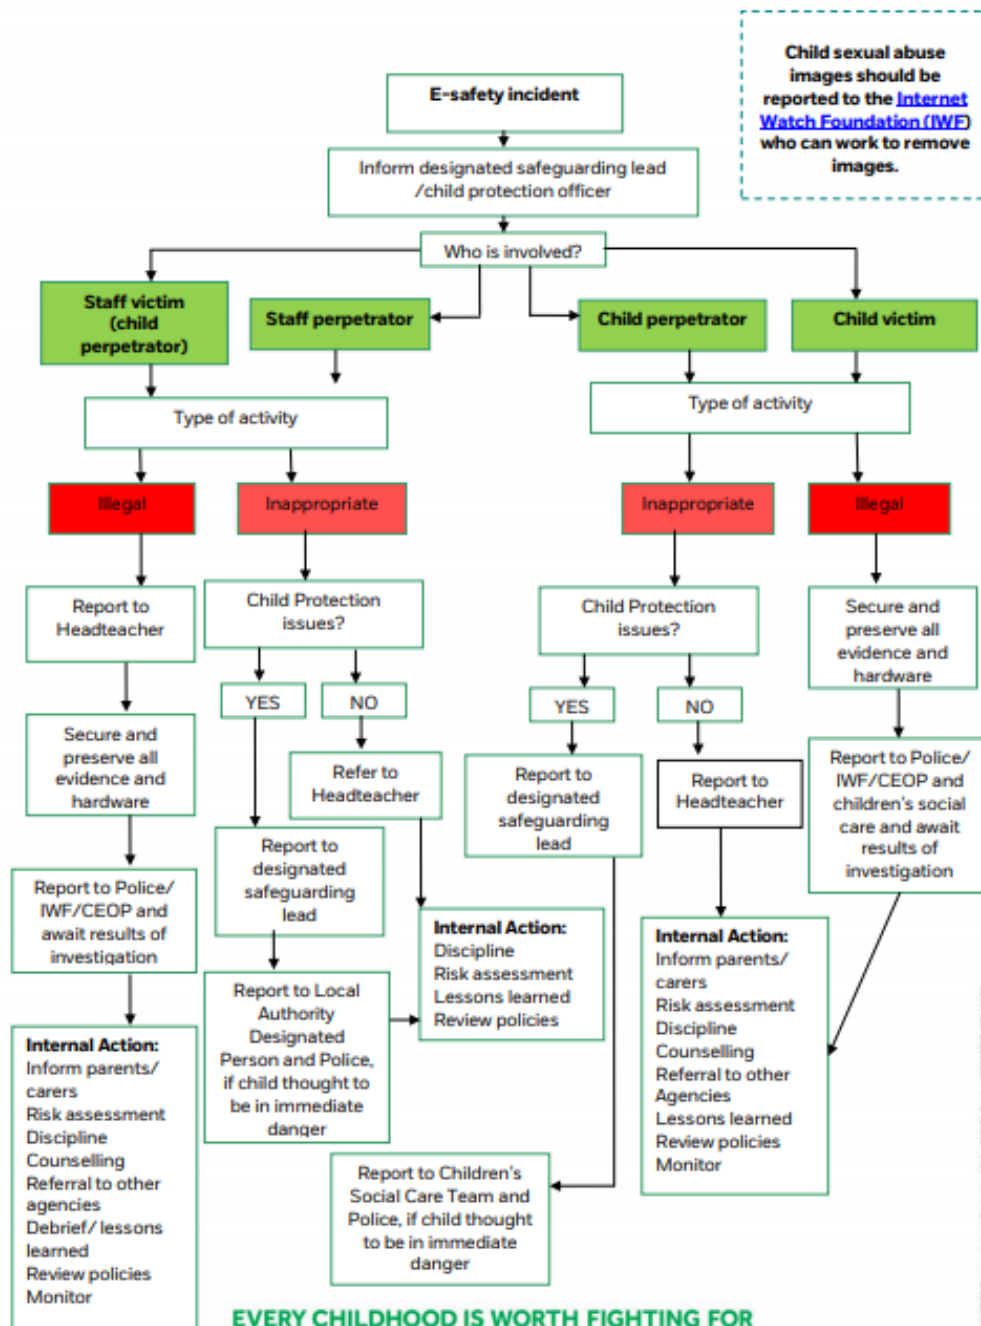 Child sexual abuse
images should be
reported to the Internet
Watch Foundation (IWF)
who can work to remove
images.
E-safety incident
Inform designated safeguarding lead
/child protection officer
Who is involved?
Staff victim
(child
perpetrator)
Staff perpetrator
Child perpetrator
Child victim
Type of activity
Type of activity
Illegal
Inappropriate
Inappropriate
Illegal
Report to
Headteacher
Child Protection
issues?
Child Protection
issues?
Secure and
preserve all
evidence and
hardware
YES
NO
YES
NO
Secure and
preserve all
evidence and
hardware
Refer to
Headteacher
Report to
designated
safeguarding
lead
Report to
Headteacher
Report to Police/
IWF/CEOP and
children's social
care and await
results of
investigation
Report to
designated
safeguarding
lead
Report to Police/
IWF/CEOP and
await results of
investigation
Internal Action:
Discipline
Risk assessment
Lessons learned
Review policies
Internal Action:
Inform parents/
carers
Risk assessment
Discipline
Counselling
Referral to other
Agencies
Lessons learned
Review policies
Monitor
Report to Local
Authority
Designated
Person and Police,
if child thought to
be in immediate
danger
Internal Action:
Inform parents/
carers
Risk assessment
Discipline
Counselling
Referral to other
agencies
Debrief/ lessons
learned
Review policies
Monitor
Report to Children's
Social Care Team and
Police, if child thought
to be in immediate
danger
EVERY CHILDHOOD IS WORTH FIGHTING FOR